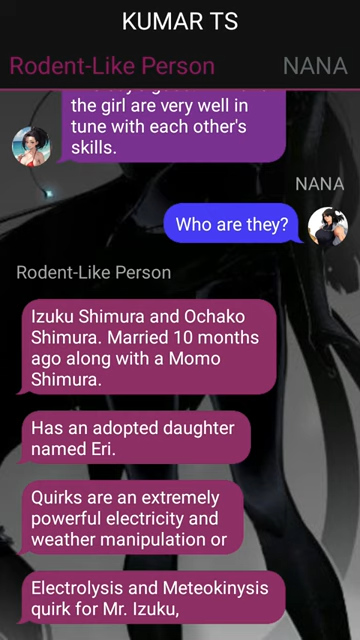 KUMAR TS
Rodent-Like Person
NANA
the girl are very well in
tune with each other's
skills.
NANA
Who are they?
Rodent-Like Person
Izuku Shimura and Ochako
Shimura. Married 10 months
ago along with a Momo
Shimura.
Has an adopted daughter
named Eri.
Quirks are an extremely
powerful electricity and
weather manipulation or
Electrolysis and Meteokinysis
quirk for Mr. Izuku,